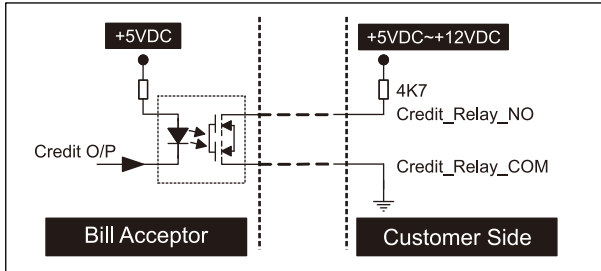 +5VDC
+5VDC~+12VDC
4K7
Credit_Relay_NO
Credit O/P
Credit_Relay_COM
Bill Acceptor
Customer Side